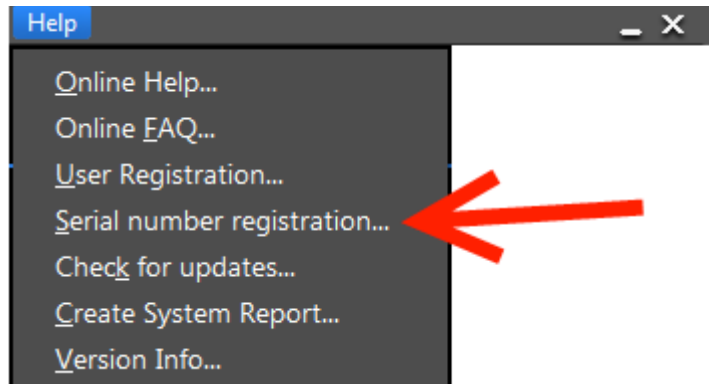 Help
Online Help...
Online FAQ...
User Registration...
Serial number registration...
Check for updates...
Create System Report...
Version Info...